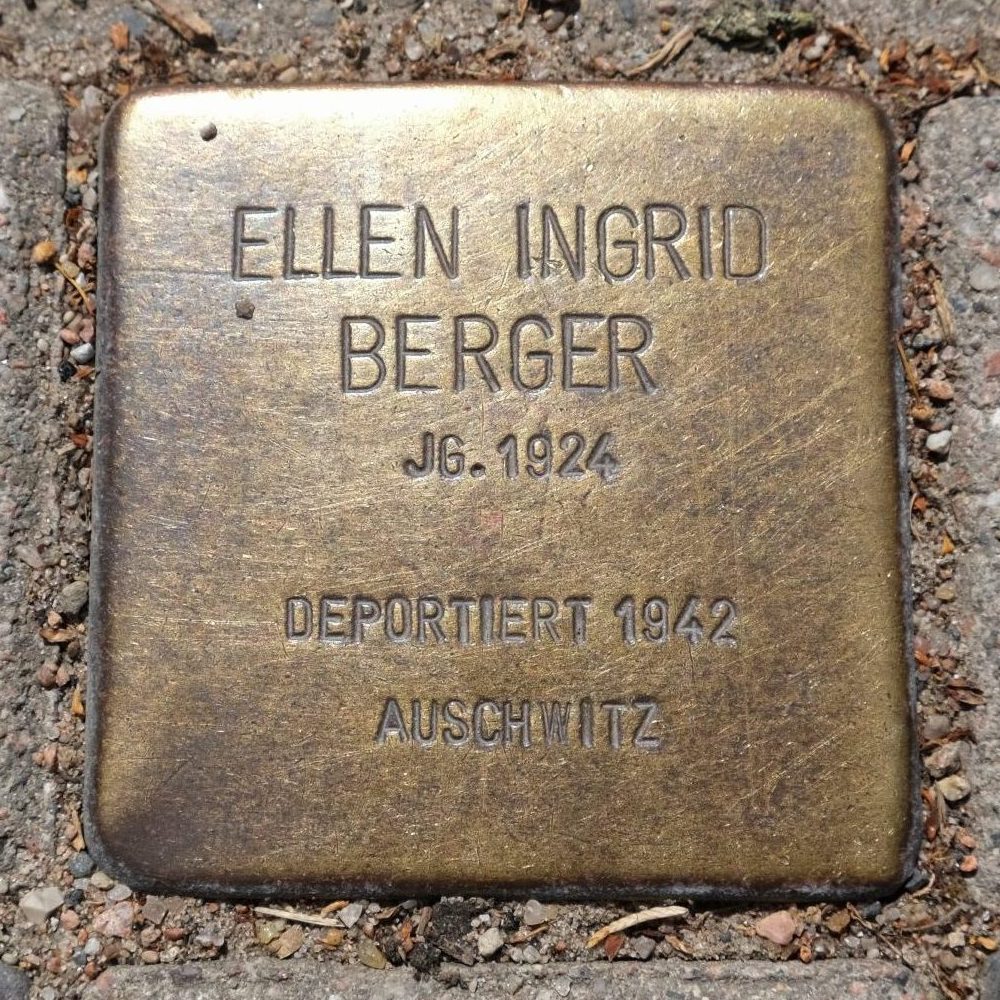 ELLEN INGRID
BERGER
JG. 1924
DEPORTIERT 1942
AUSCHWITZ